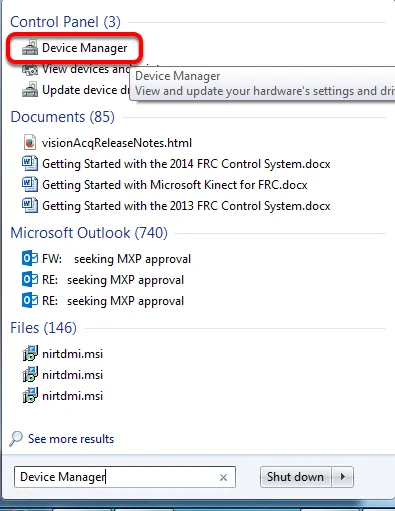 Control Panel (3)
Device Manager
View devices and
Device Manager
Update device
View and update your hardware's settings and
Documents (85)
visionAcqReleaseNotes.html
Getting Started with the 2014 FRC Control System.docx
Getting Started with Microsoft Kinect for FRC.docx
Getting Started with the 2013 FRC Control System.docx
Microsoft Outlook (740)
FW: seeking MXP approval
RE: seeking MXP approval
RE: seeking MXP approval
Files (146)
nirtdmi.msi
nirtdmi.msi
nirtdmi.msi
See more results
Device Manager
Shut down